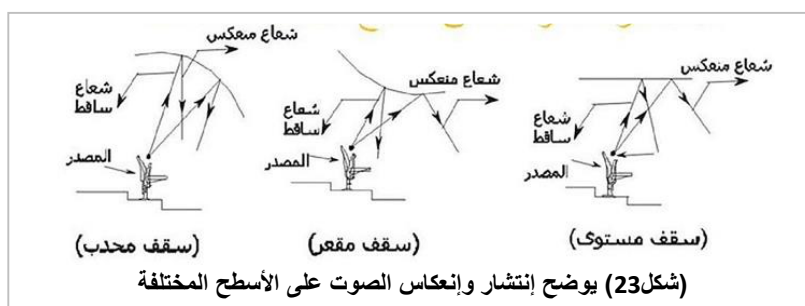 شعاع منعكس
شعاع منعكس
شعاع منعكس
شعاع
ساقط
شعاع
ساقط
شعاع
ساقط
المصدر
المصدر
المصدر
(سقف مستوى)
(سقف مقعر)
(سقف محدب)
(شكل23) يوضح إنتشار وإنعكاس الصوت على الأسطح المختلفة